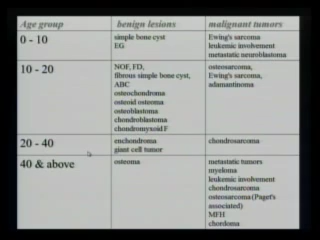 Age group benign lesions malignant tumors
0 - 10 simple bone cyst Ewing's sarcoma
EG leukemic involvement
metastatic neuroblastoma
10 - 20 NOF, FD, osteosarcoma,
fibrous simple bone cyst, Ewing's sarcoma,
ABC adamantinoma
osteochondroma
osteoid osteoma
osteoblastoma
chondroblastoma
chondromyxoid F
20 - 40 enchondroma chondrosarcoma
giant cell tumor
40 & above osteoma metastatic tumors
myeloma
leukemic involvement
chondrosarcoma
osteosarcoma (Paget's
associated)
MFH
chordoma